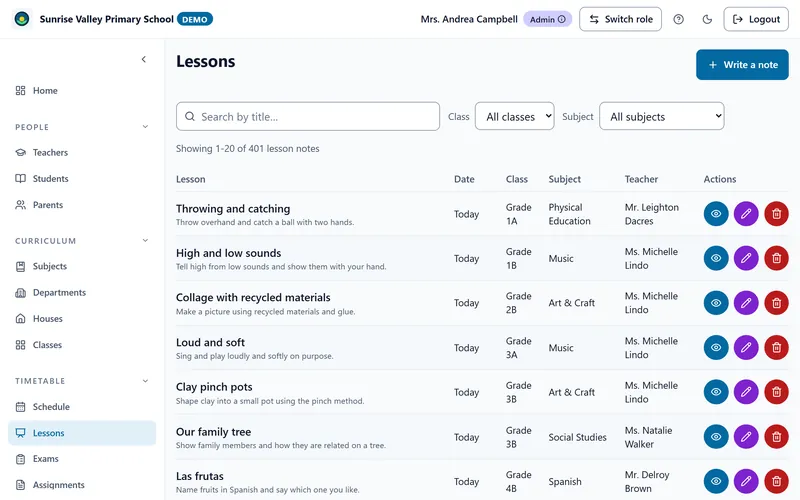 Sunrise Valley Primary School DEMO
Mrs. Andrea Campbell Admin Switch role Logout
Home
PEOPLE
Teachers
Students
Parents
CURRICULUM
Subjects
Departments
Houses
Classes
TIMETABLE
Schedule
Lessons
Exams
Assignments
Lessons
Write a note
Search by title... Class All classes Subject All subjects
Showing 1-20 of 401 lesson notes
Lesson Date Class Subject Teacher Actions
Throwing and catching
Throw overhand and catch a ball with two hands.
Today
Grade
1A
Physical
Education
Mr. Leighton
Dacres
High and low sounds
Tell high from low sounds and show them with your hand.
Today
Grade
1B
Music
Ms. Michelle
Lindo
Collage with recycled materials
Make a picture using recycled materials and glue.
Today
Grade
2B
Art & Craft
Ms. Michelle
Lindo
Loud and soft
Sing and play loudly and softly on purpose.
Today
Grade
3A
Music
Ms. Michelle
Lindo
Clay pinch pots
Shape clay into a small pot using the pinch method.
Today
Grade
3B
Art & Craft
Ms. Michelle
Lindo
Our family tree
Show family members and how they are related on a tree.
Today
Grade
3B
Social Studies
Ms. Natalie
Walker
Las frutas
Name fruits in Spanish and say which one you like.
Today
Grade
4B
Spanish
Mr. Delroy
Brown